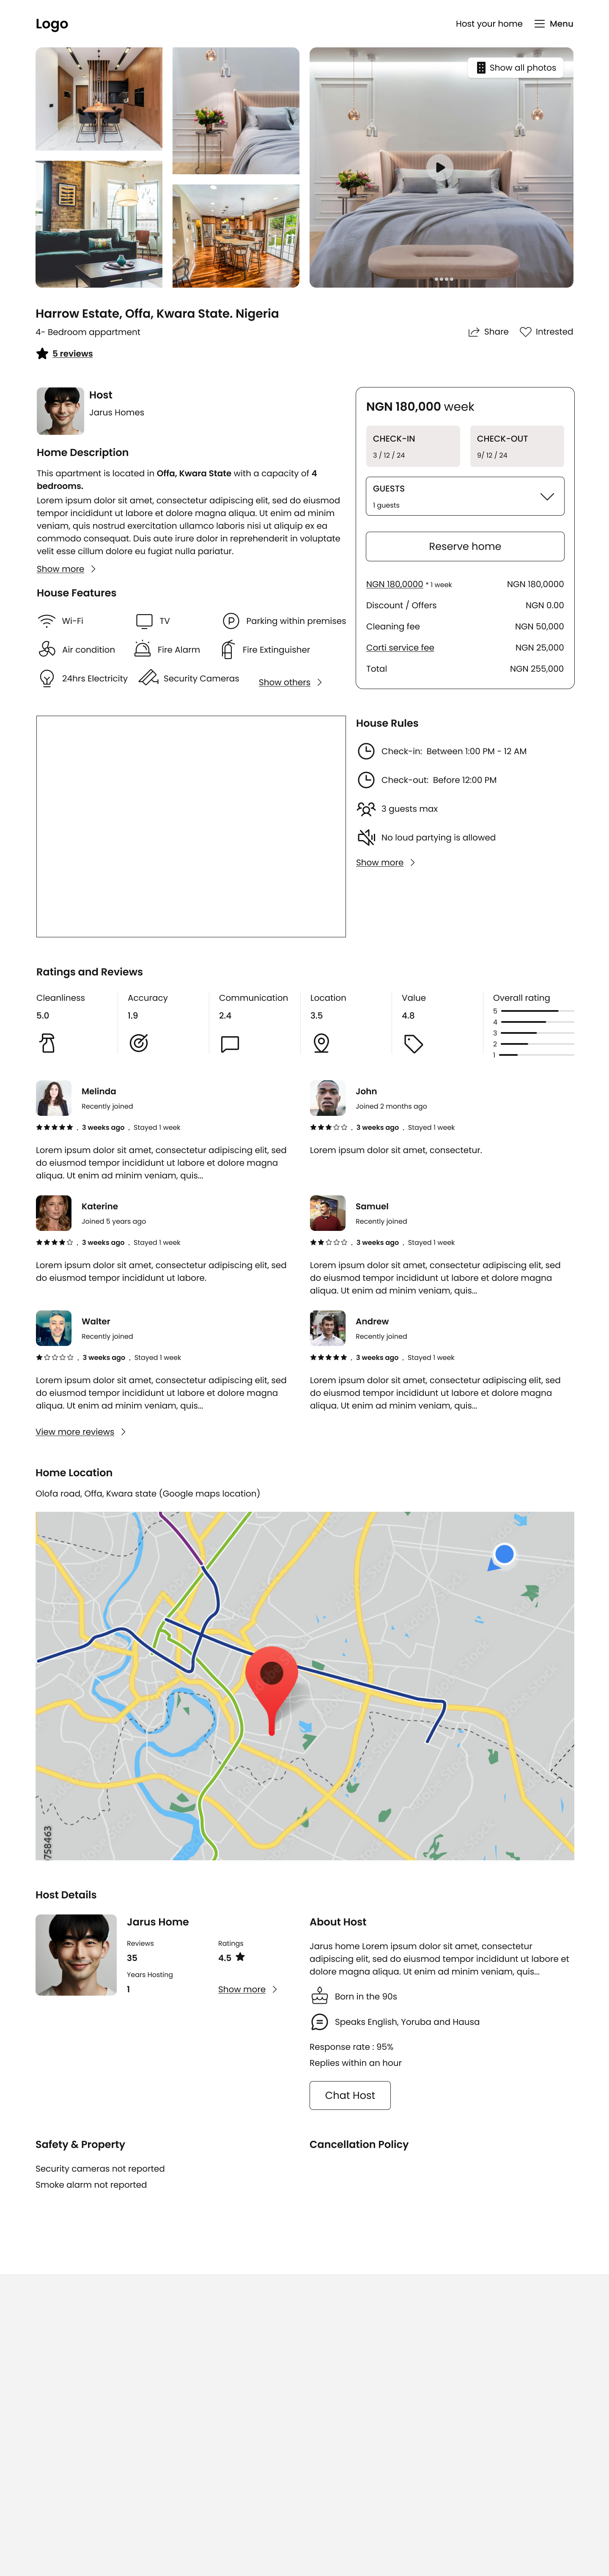 Logo
Host your home
Menu
Show all photos
Harrow Estate, Offa, Kwara State. Nigeria
4- Bedroom appartment
Share
Intrested
5 reviews
Host
Jarus Homes
Home Description
This apartment is located in Offa, Kwara State with a capacity of 4
bedrooms.
Lorem ipsum dolor sit amet, consectetur adipiscing elit, sed do eiusmod
tempor incididunt ut labore et dolore magna aliqua. Ut enim ad minim
veniam, quis nostrud exercitation ullamco laboris nisi ut aliquip ex ea
commodo consequat. Duis aute irure dolor in reprehenderit in voluptate
velit esse cillum dolore eu fugiat nulla pariatur.
Show more
House Features
Wi-Fi
TV
Parking within premises
Air condition
Fire Alarm
Fire Extinguisher
24hrs Electricity
Security Cameras
Show others
NGN 180,000 week
CHECK-IN
3 / 12 / 24
CHECK-OUT
9/ 12 / 24
GUESTS
1 guests
Reserve home
NGN 180,0000 * 1 week
NGN 180,0000
Discount / Offers
NGN 0.00
Cleaning fee
NGN 50,000
Corti service fee
NGN 25,000
Total
NGN 255,000
House Rules
Check-in: Between 1:00 PM - 12 AM
Check-out: Before 12:00 PM
3 guests max
No loud partying is allowed
Show more
Ratings and Reviews
Cleanliness
5.0
Accuracy
1.9
Communication
2.4
Location
3.5
Value
4.8
Overall rating
5
4
3
2
1
Melinda
Recently joined
. 3 weeks ago . Stayed 1 week
Lorem ipsum dolor sit amet, consectetur adipiscing elit, sed
do eiusmod tempor incididunt ut labore et dolore magna
aliqua. Ut enim ad minim veniam, quis...
John
Joined 2 months ago
. 3 weeks ago . Stayed 1 week
Lorem ipsum dolor sit amet, consectetur.
Katerine
Joined 5 years ago
. 3 weeks ago . Stayed 1 week
Lorem ipsum dolor sit amet, consectetur adipiscing elit, sed
do eiusmod tempor incididunt ut labore.
Samuel
Recently joined
. 3 weeks ago . Stayed 1 week
Lorem ipsum dolor sit amet, consectetur adipiscing elit, sed
do eiusmod tempor incididunt ut labore et dolore magna
aliqua. Ut enim ad minim veniam, quis...
Walter
Recently joined
. 3 weeks ago . Stayed 1 week
Lorem ipsum dolor sit amet, consectetur adipiscing elit, sed
do eiusmod tempor incididunt ut labore et dolore magna
aliqua. Ut enim ad minim veniam, quis...
Andrew
Recently joined
. 3 weeks ago . Stayed 1 week
Lorem ipsum dolor sit amet, consectetur adipiscing elit, sed
do eiusmod tempor incididunt ut labore et dolore magna
aliqua. Ut enim ad minim veniam, quis...
View more reviews
Home Location
Olofa road, Offa, Kwara state (Google maps location)
758463
Host Details
Jarus Home
Reviews
35
Ratings
4.5
Years Hosting
1
Show more
About Host
Jarus home Lorem ipsum dolor sit amet, consectetur
adipiscing elit, sed do eiusmod tempor incididunt ut labore et
dolore magna aliqua. Ut enim ad minim veniam, quis...
Born in the 90s
Speaks English, Yoruba and Hausa
Response rate : 95%
Replies within an hour
Chat Host
Safety & Property
Security cameras not reported
Smoke alarm not reported
Cancellation Policy